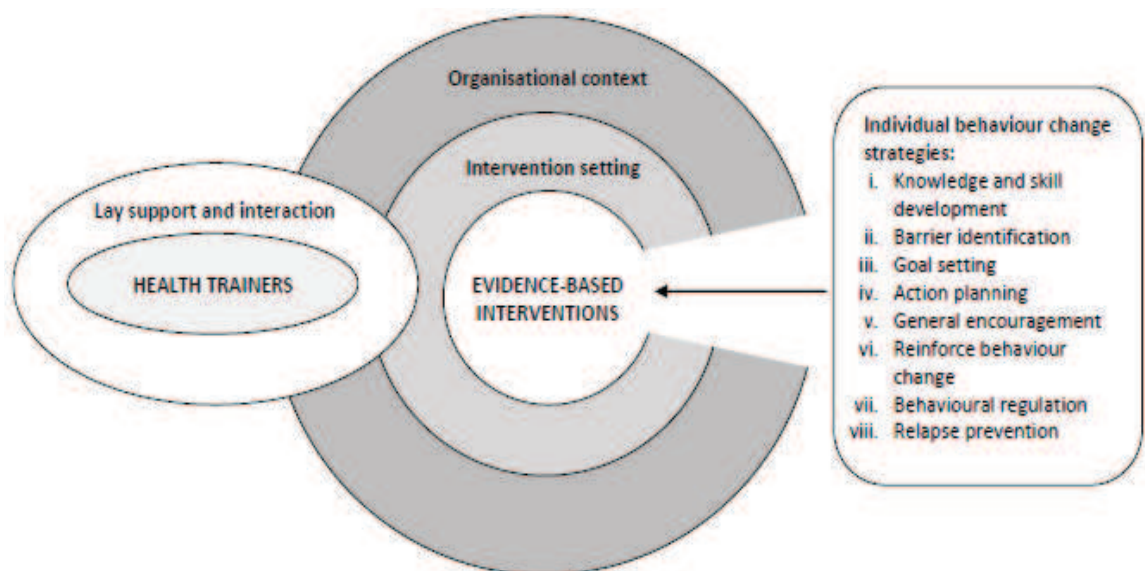 Organisational context
Intervention setting
Lay support and interaction
HEALTH TRAINERS
EVIDENCE-BASED
INTERVENTIONS
Individual behaviour change
strategies:
i. Knowledge and skill
development
ii. Barrier identification
iii. Goal setting
iv. Action planning
v. General encouragement
vi. Reinforce behaviour
change
vii. Behavioural regulation
viii. Relapse prevention